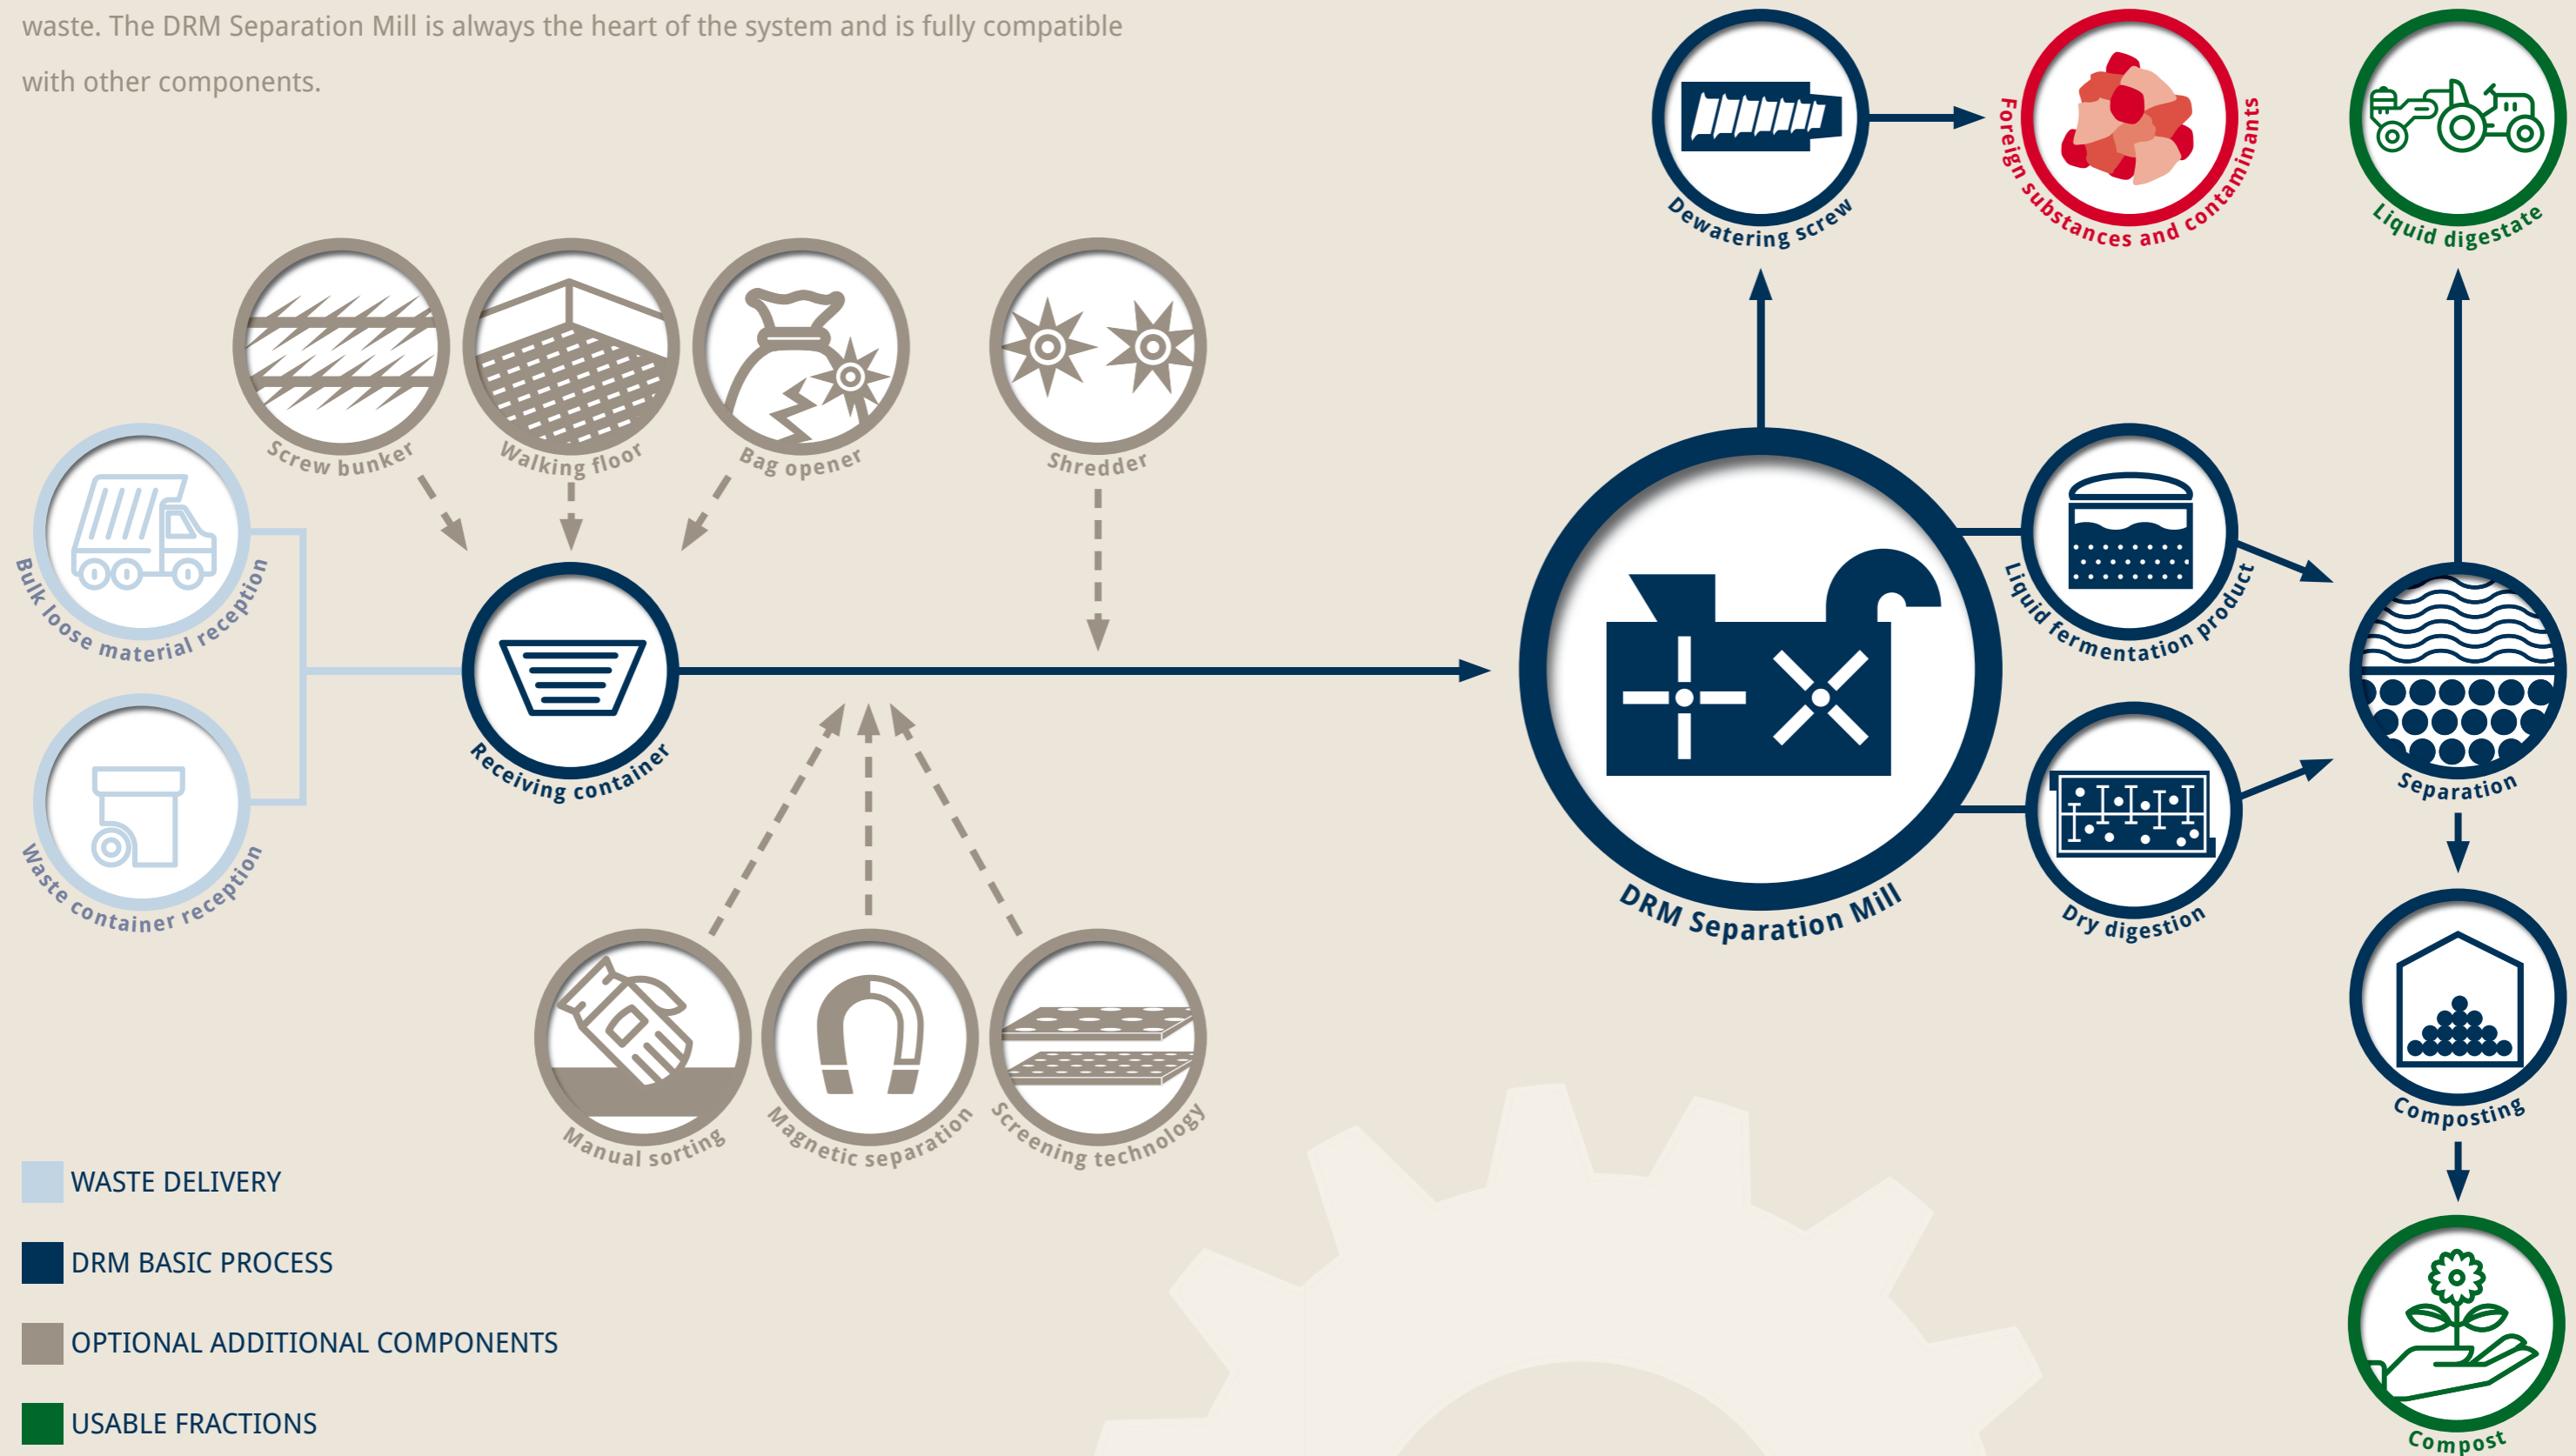 waste. The DRM Separation Mill is always the heart of the system and is fully compatible
with other components.
Dewatering screw
Foreign substances and contaminants
Liquid digestate
Screw bunker
Walking floor
Bag opener
Shredder
Bulk loose material reception
Liquid fermentation product
Receiving container
Separation
Waste container reception
DRM Separation Mill
Dry digestion
Manual sorting
Magnetic separation
Screening technology
Composting
WASTE DELIVERY
DRM BASIC PROCESS
OPTIONAL ADDITIONAL COMPONENTS
USABLE FRACTIONS
Compost